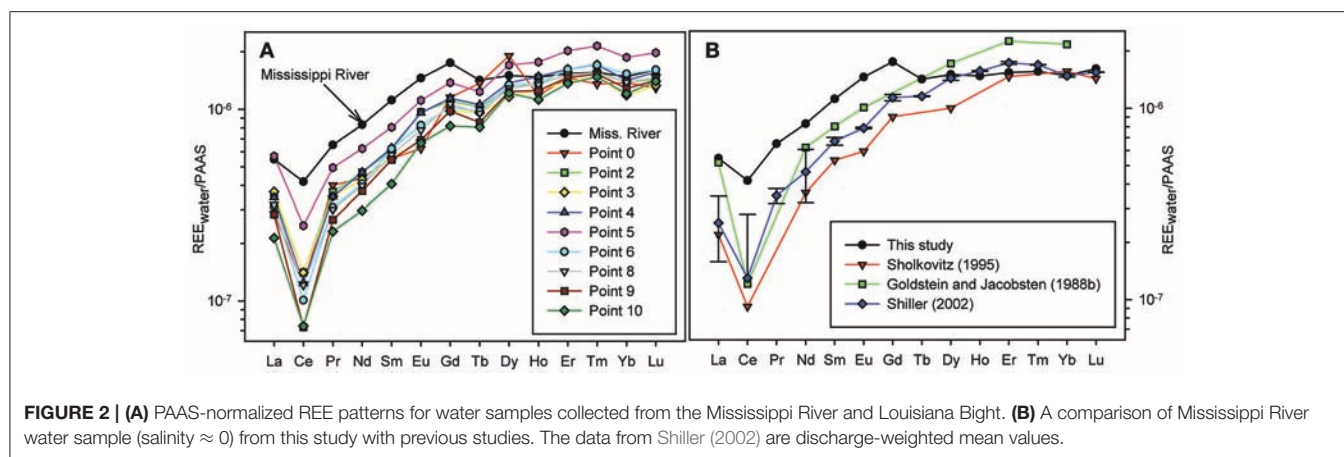 A
Mississippi River
10⁻⁶
10⁻⁷
REEwater/PAAS
Miss. River
Point 0
Point 2
Point 3
Point 4
Point 5
Point 6
Point 8
Point 9
Point 10
La Ce Pr Nd Sm Eu Gd Tb Dy Ho Er Tm Yb Lu
B
10⁻⁶
10⁻⁷
REEwater/PAAS
This study
Sholkovitz (1995)
Goldstein and Jacobsten (1988b)
Shiller (2002)
La Ce Pr Nd Sm Eu Gd Tb Dy Ho Er Tm Yb Lu
FIGURE 2 | (A) PAAS-normalized REE patterns for water samples collected from the Mississippi River and Louisiana Bight. (B) A comparison of Mississippi River
water sample (salinity ≈ 0) from this study with previous studies. The data from Shiller (2002) are discharge-weighted mean values.